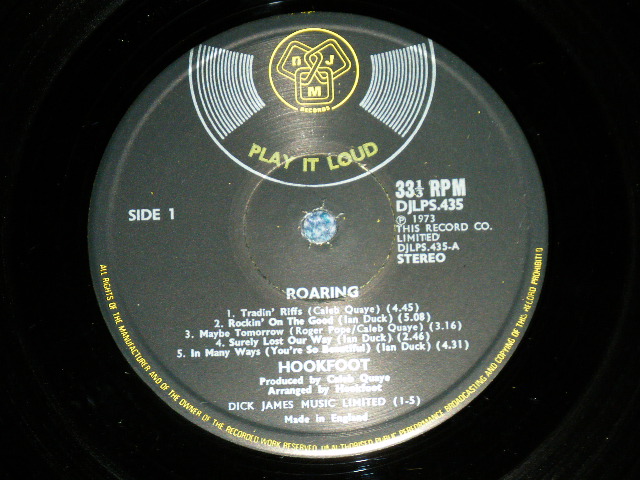 DJM
RECORDS
PLAY IT LOUD
SIDE 1
33⅓ RPM
DJLPS.435
Ⓟ 1973
THIS RECORD CO.
LIMITED
DJLPS.435-A
STEREO
ROARING
1. Tradin' Riffs (Caleb Quaye) (4.45)
2. Rockin' On The Good (Ian Duck) (5.08)
3. Maybe Tomorrow (Roger Pope/Caleb Quaye) (3.16)
4. Surely Lost Our Way (Ian Duck) (2.46)
5. In Many Ways (You're So Beautiful) (Ian Duck) (4.31)
HOOKFOOT
Produced by Caleb Quaye
Arranged by Hookfoot
DICK JAMES MUSIC LIMITED (1-5)
Made in England
ALL RIGHTS OF THE MANUFACTURER AND OF THE OWNER OF THE RECORDED WORK RESERVED. UNAUTHORISED PUBLIC PERFORMANCE BROADCASTING AND COPYING OF THIS RECORD PROHIBITED